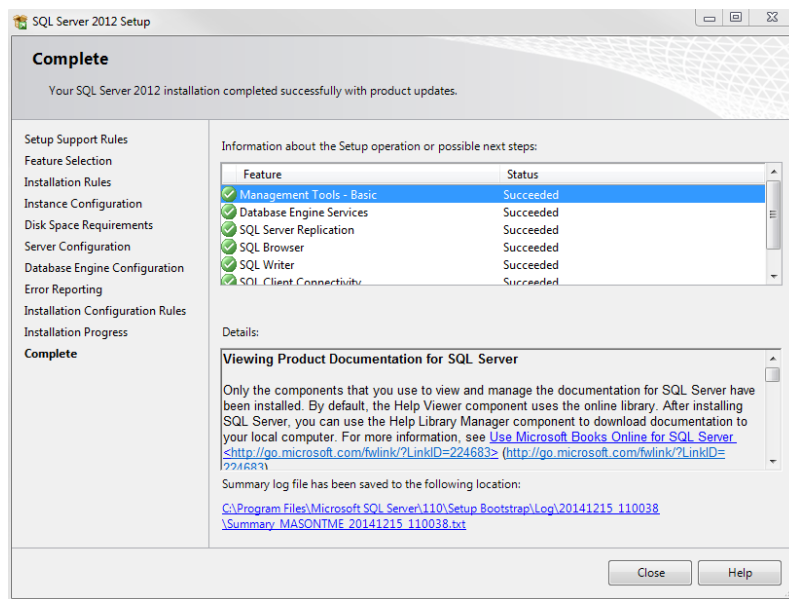 SQL Server 2012 Setup
Complete
Your SQL Server 2012 installation completed successfully with product updates.
Setup Support Rules
Feature Selection
Installation Rules
Instance Configuration
Disk Space Requirements
Server Configuration
Database Engine Configuration
Error Reporting
Installation Configuration Rules
Installation Progress
Complete
Information about the Setup operation or possible next steps:
Feature Status
Management Tools - Basic Succeeded
Database Engine Services Succeeded
SQL Server Replication Succeeded
SQL Browser Succeeded
SQL Writer Succeeded
SQL Client Connectivity Succeeded
Details:
Viewing Product Documentation for SQL Server
Only the components that you use to view and manage the documentation for SQL Server have
been installed. By default, the Help Viewer component uses the online library. After installing
SQL Server, you can use the Help Library Manager component to download documentation to
your local computer. For more information, see Use Microsoft Books Online for SQL Server
<http://go.microsoft.com/fwlink/?LinkID=224683> (http://go.microsoft.com/fwlink/?LinkID=
224683)
Summary log file has been saved to the following location:
C:\Program Files\Microsoft SQL Server\110\Setup Bootstrap\Log\20141215_110038
\Summary_MASONTME_20141215_110038.txt
Close Help